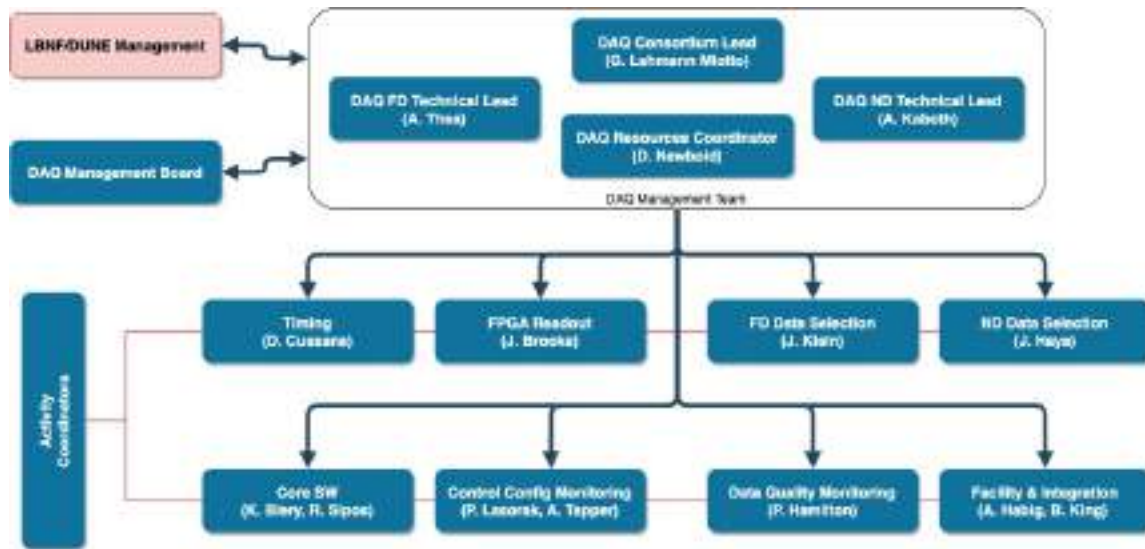 LBNF/DUNE Management
DAQ Consortium Lead
(G. Lehmann Miotto)
DAQ FD Technical Lead
(A. Thea)
DAQ ND Technical Lead
(A. Kaboth)
DAQ Resources Coordinator
(D. Newbold)
DAQ Management Board
DAQ Management Team
Activity
Coordinators
Timing
(D. Cussans)
FPGA Readout
(J. Brooke)
FD Data Selection
(J. Klein)
ND Data Selection
(J.
Core SW
(K. Biery, R. Sipos)
Control Config Monitoring
(P. Lasorak, A. Tapper)
Data Quality Monitoring
(P. Hamilton)
Facility & Integration
(A. Habig, B. King)